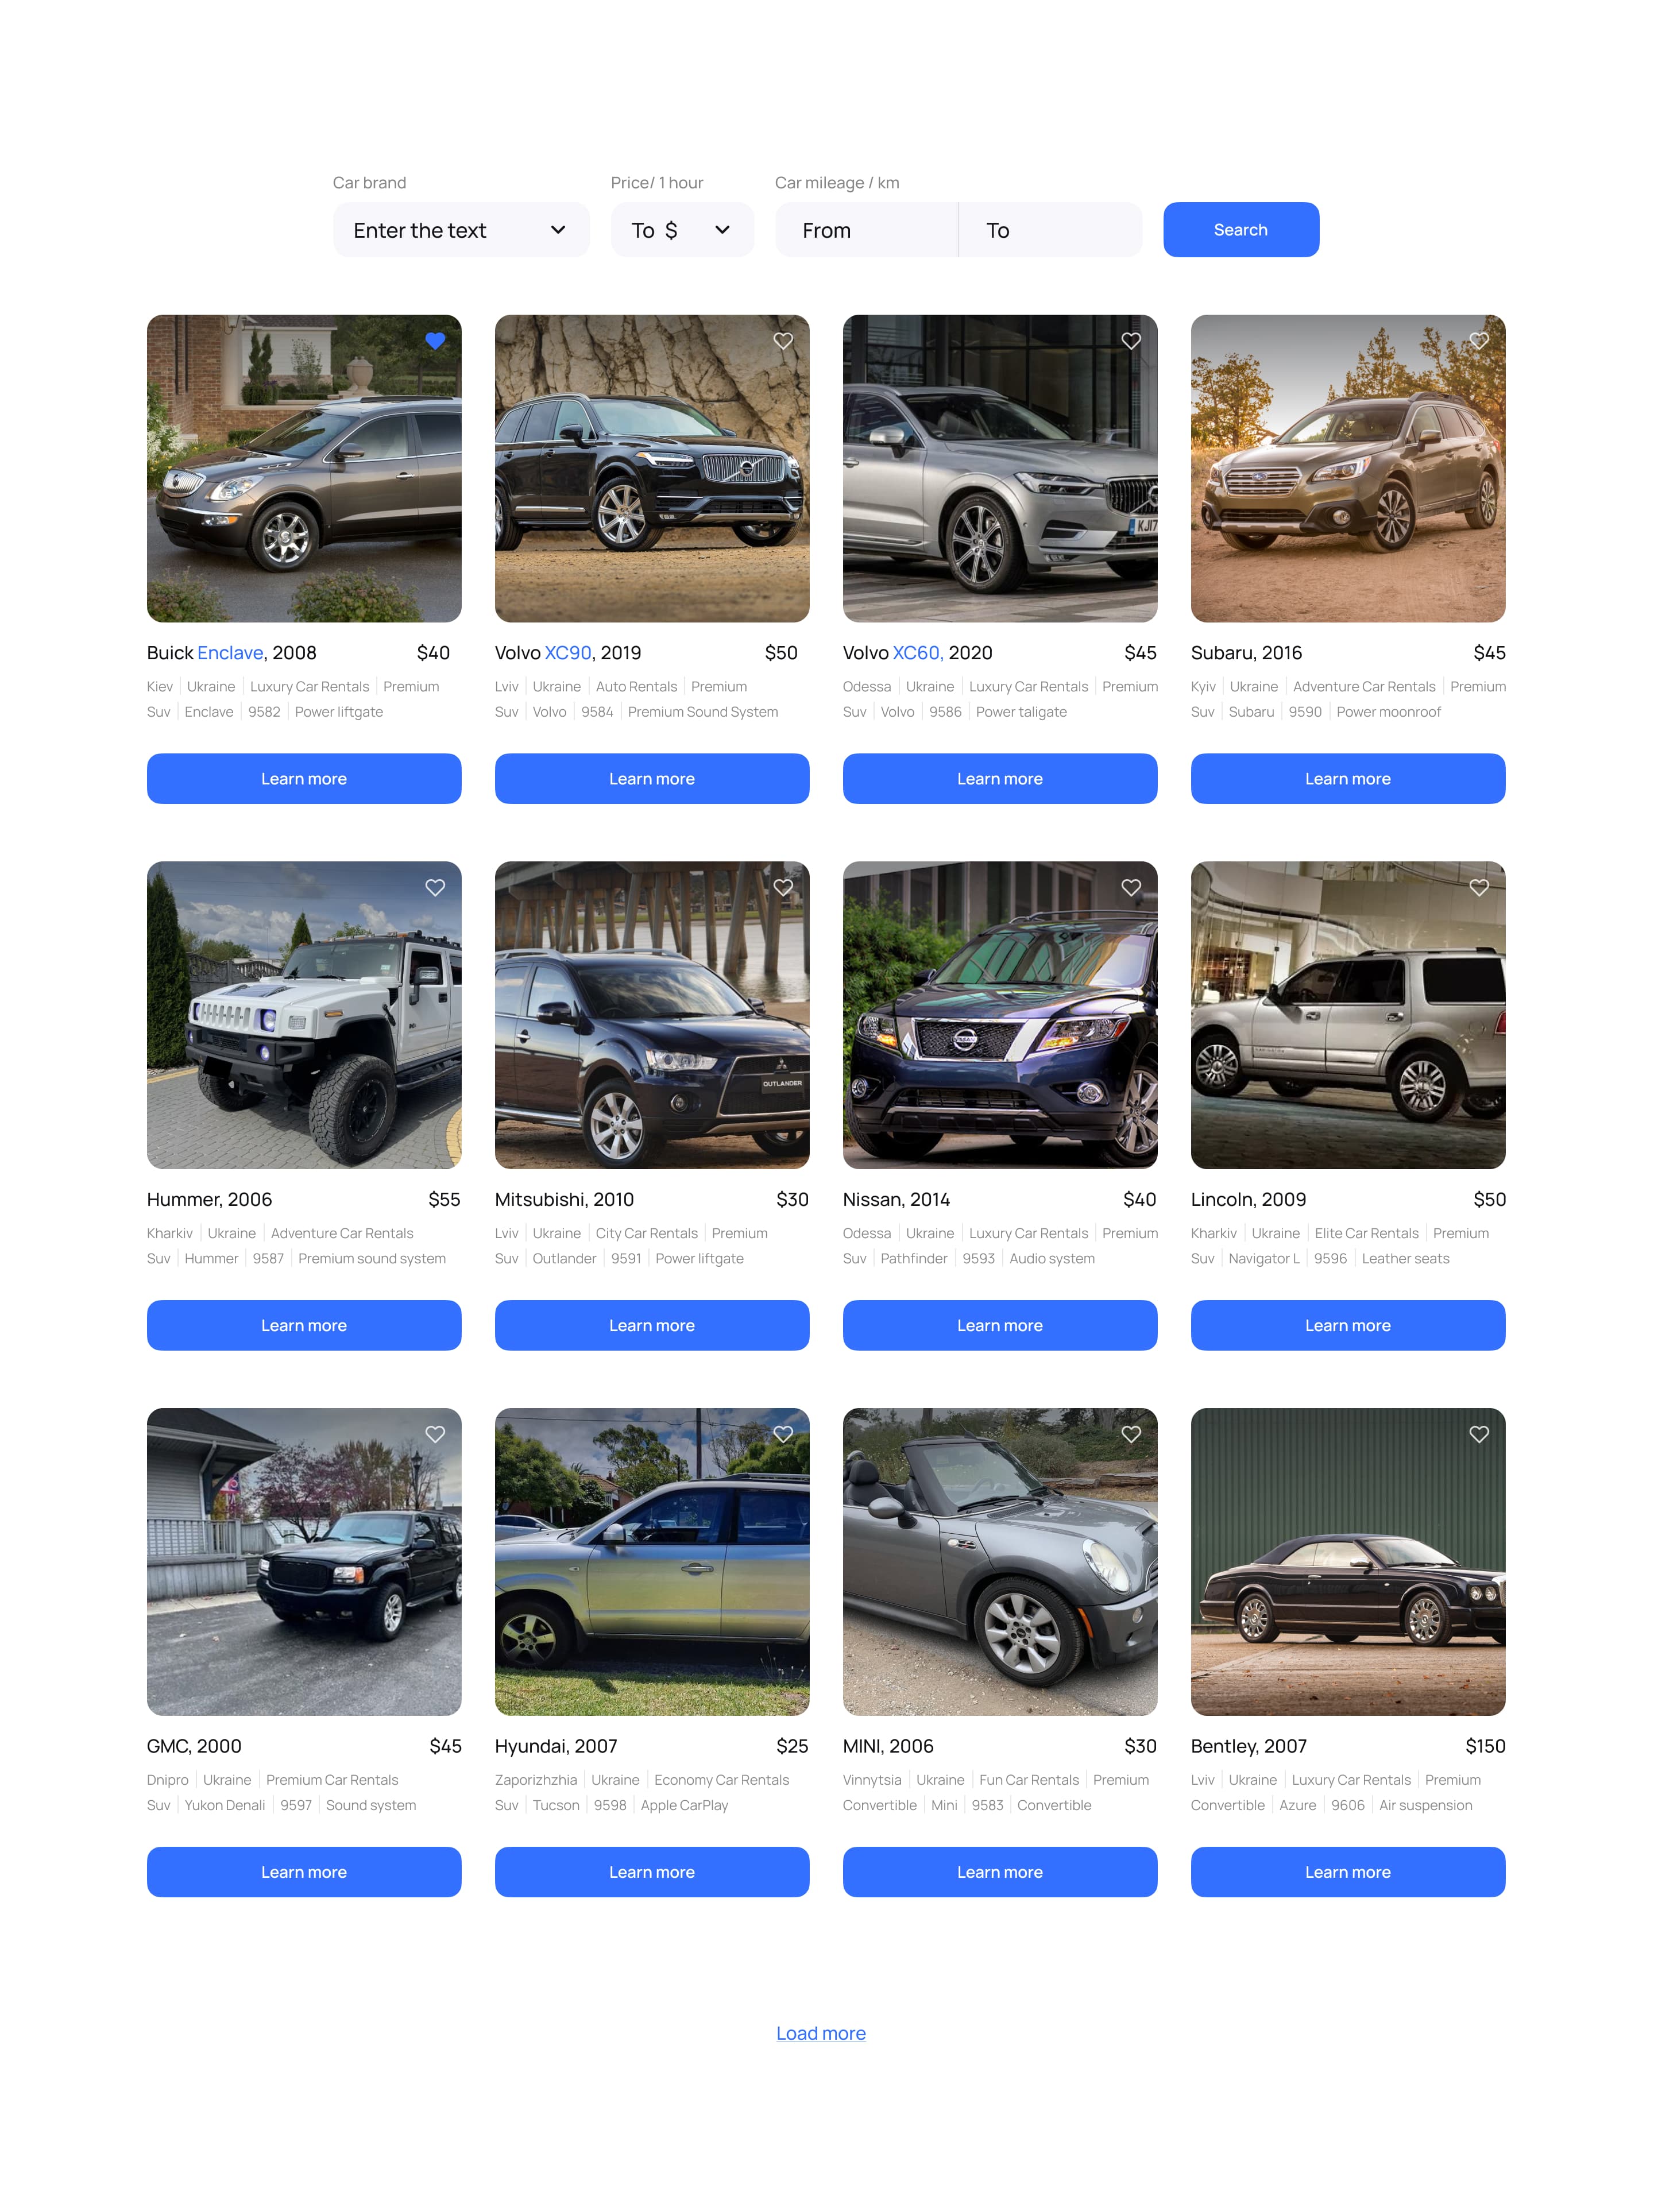 Car brand
Price/ 1 hour
Car mileage / km
Enter the text
To $
From
To
Search
KJ17
Buick Enclave, 2008 $40
Kiev Ukraine Luxury Car Rentals Premium
Suv Enclave 9582 Power liftgate
Learn more
Volvo XC90, 2019 $50
Lviv Ukraine Auto Rentals Premium
Suv Volvo 9584 Premium Sound System
Learn more
Volvo XC60, 2020 $45
Odessa Ukraine Luxury Car Rentals Premium
Suv Volvo 9586 Power taligate
Learn more
Subaru, 2016 $45
Kyiv Ukraine Adventure Car Rentals Premium
Suv Subaru 9590 Power moonroof
Learn more
OUTLANDER
NISSAN
Hummer, 2006 $55
Kharkiv Ukraine Adventure Car Rentals
Suv Hummer 9587 Premium sound system
Learn more
Mitsubishi, 2010 $30
Lviv Ukraine City Car Rentals Premium
Suv Outlander 9591 Power liftgate
Learn more
Nissan, 2014 $40
Odessa Ukraine Luxury Car Rentals Premium
Suv Pathfinder 9593 Audio system
Learn more
Lincoln, 2009 $50
Kharkiv Ukraine Elite Car Rentals Premium
Suv Navigator L 9596 Leather seats
Learn more
GMC, 2000 $45
Dnipro Ukraine Premium Car Rentals
Suv Yukon Denali 9597 Sound system
Learn more
Hyundai, 2007 $25
Zaporizhzhia Ukraine Economy Car Rentals
Suv Tucson 9598 Apple CarPlay
Learn more
MINI, 2006 $30
Vinnytsia Ukraine Fun Car Rentals Premium
Convertible Mini 9583 Convertible
Learn more
Bentley, 2007 $150
Lviv Ukraine Luxury Car Rentals Premium
Convertible Azure 9606 Air suspension
Learn more
Load more